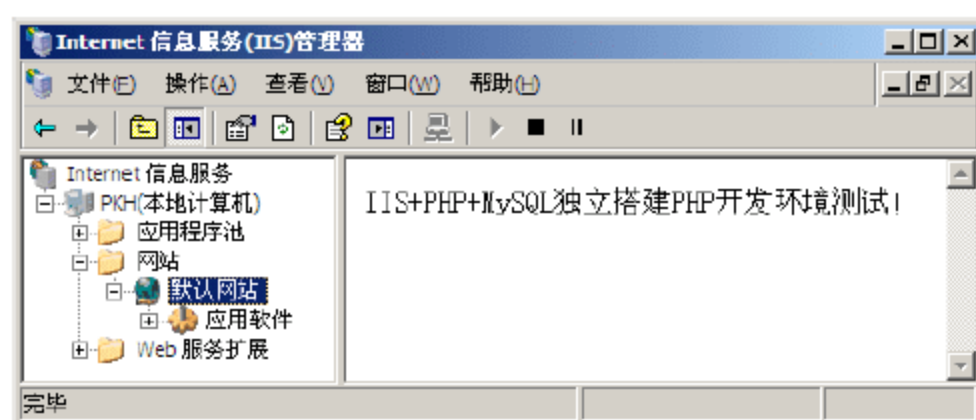 Internet 信息服务(IIS)管理器
文件(F) 操作(A) 查看(V) 窗口(W) 帮助(H)
Internet 信息服务
PKH(本地计算机)
应用程序池
网站
默认网站
应用软件
Web 服务扩展
IIS+PHP+MySQL独立搭建PHP开发环境测试!
完毕